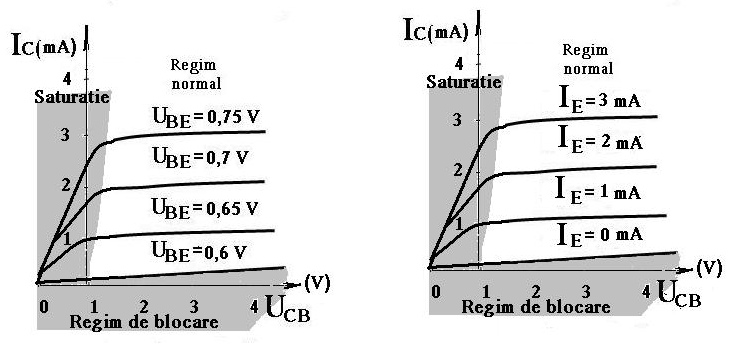 IC(mA)
4
Saturatie
Regim
normal
UBE=0,75 V
3
UBE=0,7 V
2
UBE=0,65 V
1
UBE=0,6 V
(V)
0 1 2 3 4 UCB
Regim de blocare
IC(mA)
4
Saturatie
Regim
normal
IE=3 mA
3
IE=2 mA
2
IE=1 mA
1
IE=0 mA
(V)
0 1 2 3 4 UCB
Regim de blocare